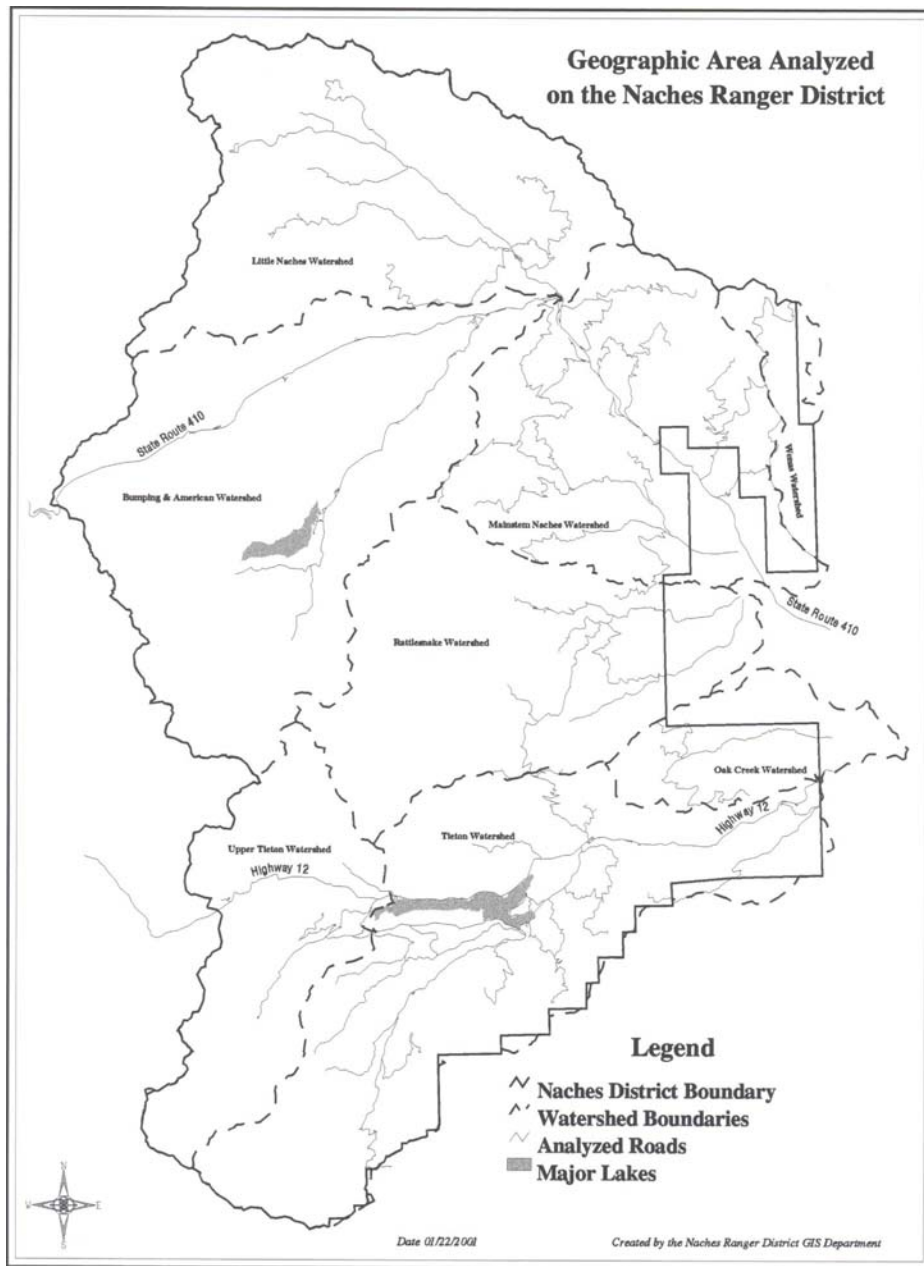 Geographic Area Analyzed
on the Naches Ranger District
Little Naches Watershed
State Route 410
Bumping & American Watershed
Mainstem Naches Watershed
Wenas Watershed
State Route 410
Rattlesnake Watershed
Oak Creek Watershed
Highway 12
Tieton Watershed
Upper Tieton Watershed
Highway 12
Legend
Naches District Boundary
Watershed Boundaries
Analyzed Roads
Major Lakes
N
W E
S
Date 01/22/2001
Created by the Naches Ranger District GIS Department